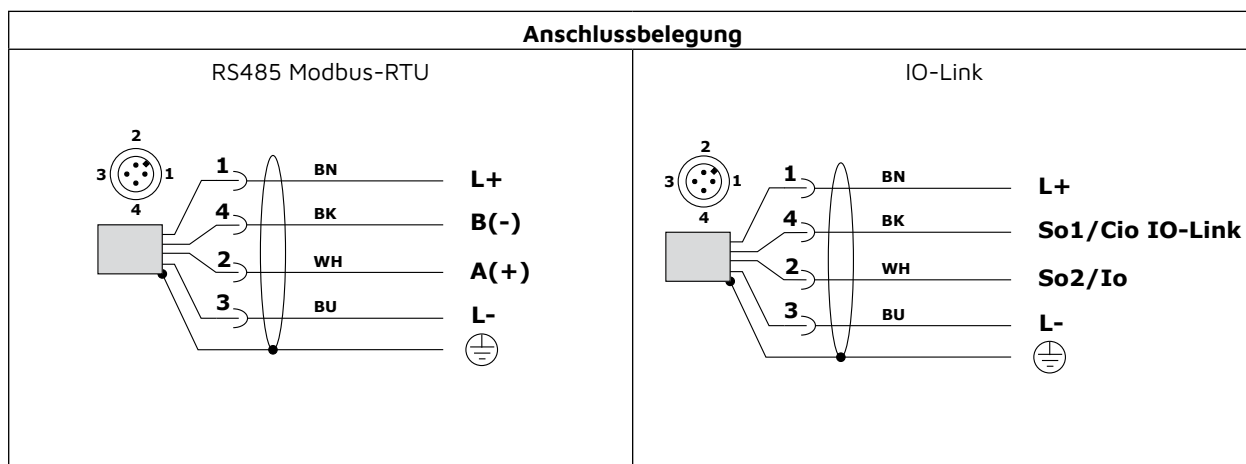 Anschlussbelegung
RS485 Modbus-RTU
2
3 1
4
1 BN L+
4 BK B(-)
2 WH A(+)
3 BU L-
IO-Link
2
3 1
4
1 BN L+
4 BK So1/Cio IO-Link
2 WH So2/Io
3 BU L-